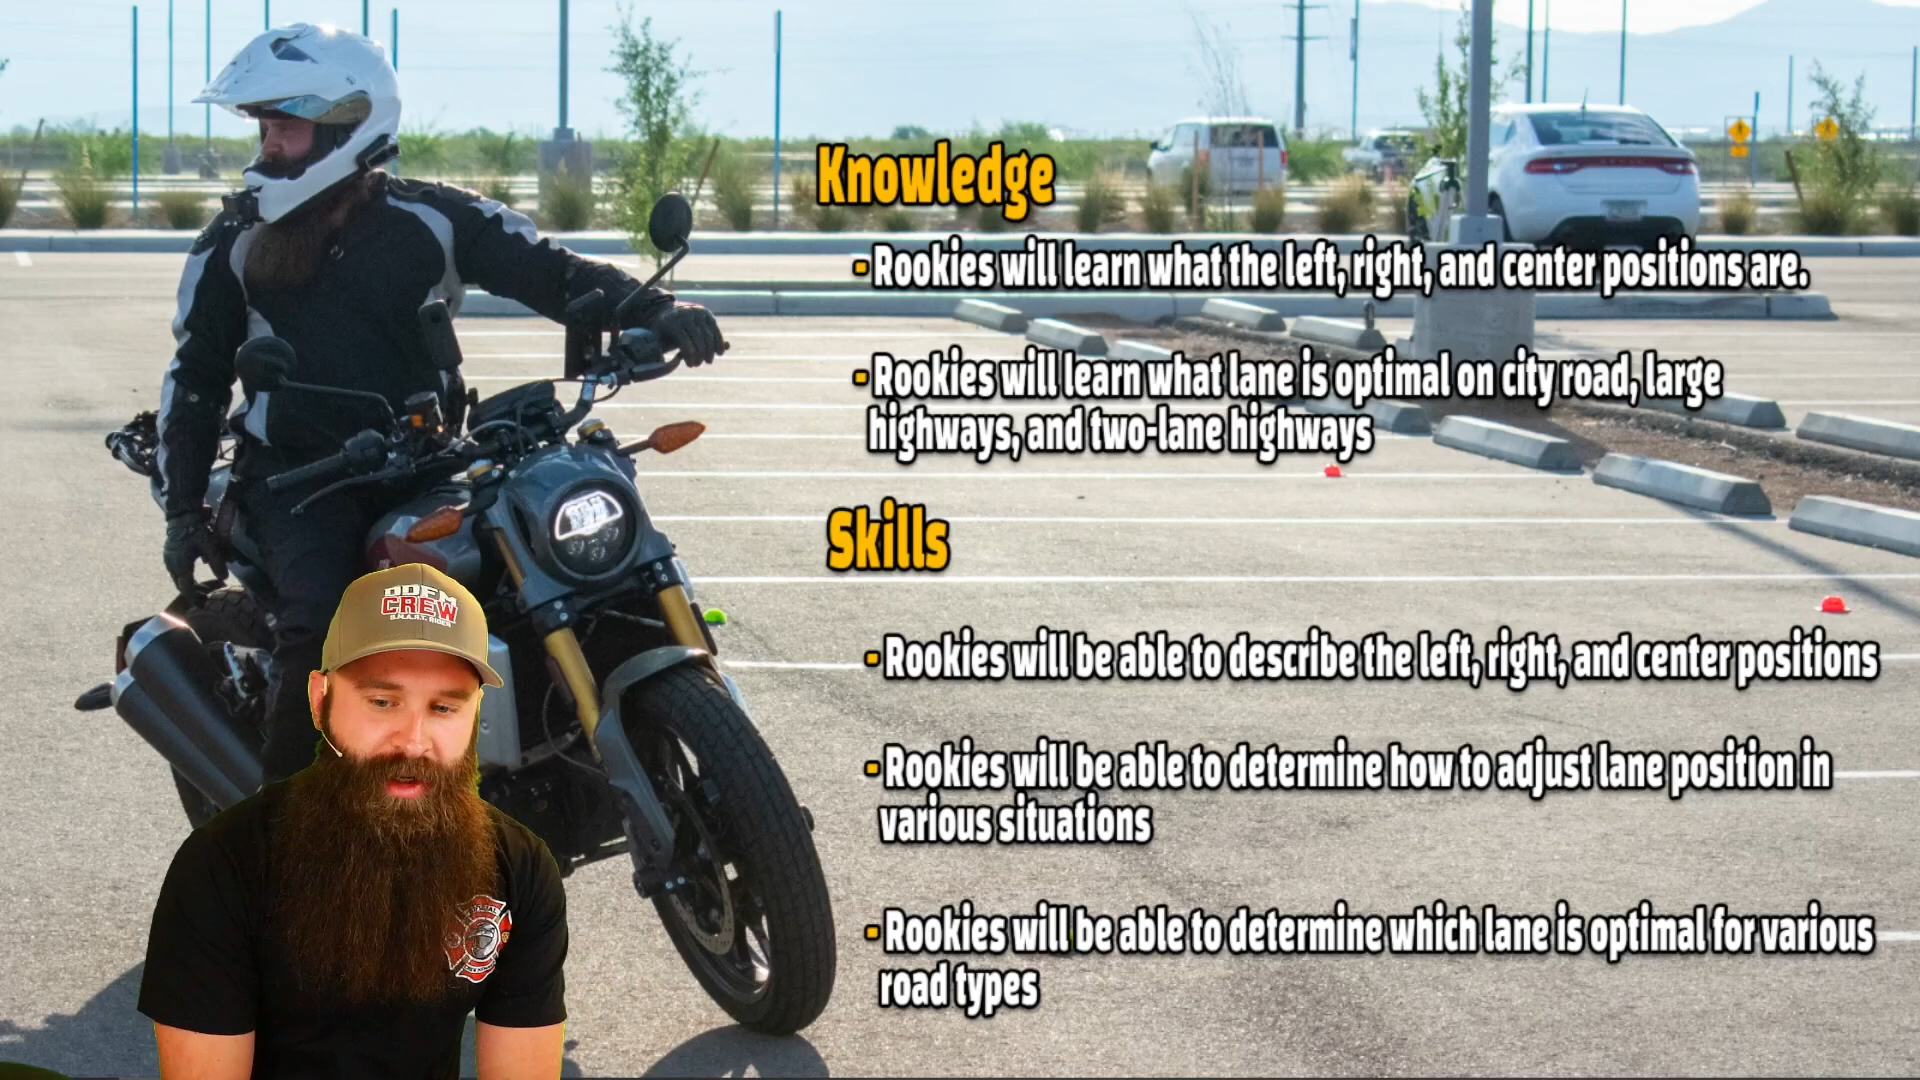 Knowledge
- Rookies will learn what the left, right, and center positions are.
- Rookies will learn what lane is optimal on city road, large
highways, and two-lane highways
Skills
- Rookies will be able to describe the left, right, and center positions
- Rookies will be able to determine how to adjust lane position in
various situations
- Rookies will be able to determine which lane is optimal for various
road types
DDFM
CREW
S.M.A.R.T. RIDER